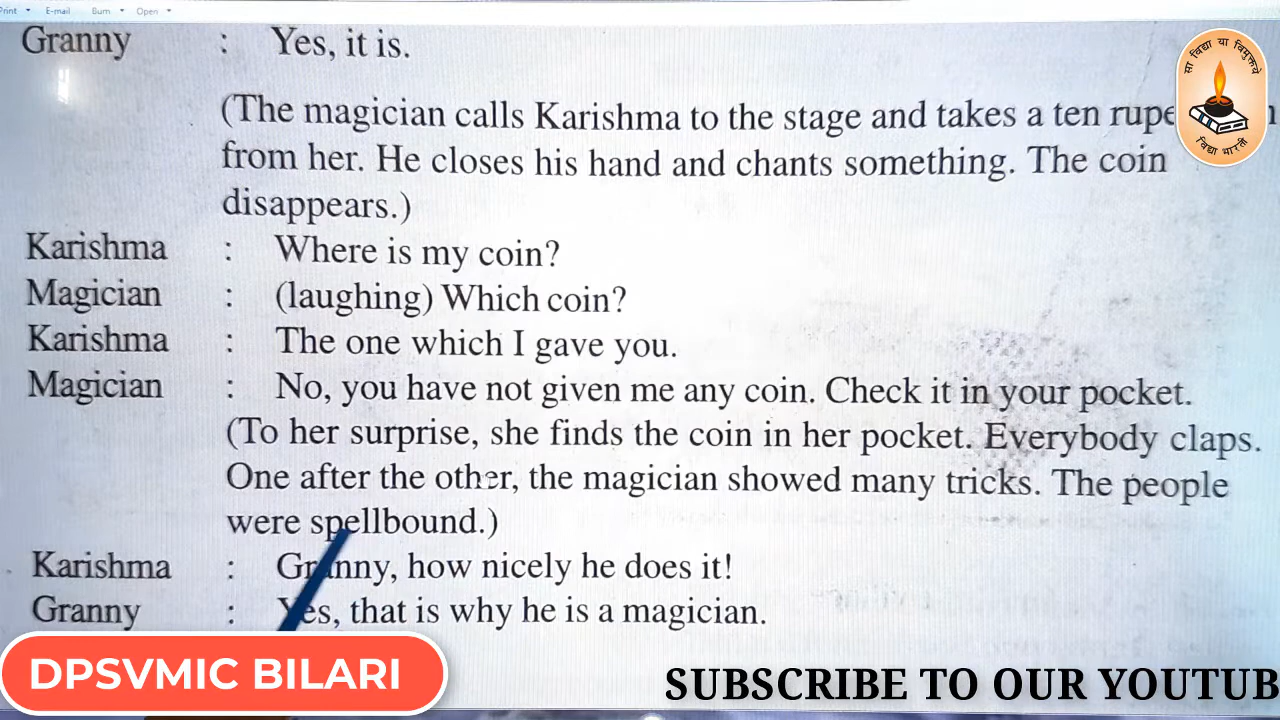 Print E-mail Burn Open
Granny : Yes, it is.
सा विद्या या विमुक्तये
(The magician calls Karishma to the stage and takes a ten
from her. He closes his hand and chants something. The coin
विद्या भारती
disappears.)
Karishma : Where is my coin?
Magician : (laughing) Which coin?
Karishma : The one which I gave you.
Magician : No, you have not given me any coin. Check it in your pocket.
(To her surprise, she finds the coin in her pocket. Everybody claps.
One after the other, the magician showed many tricks. The people
were spellbound.)
Karishma : Granny, how nicely he does it!
Granny : Yes, that is why he is a magician.
DPSVMIC BILARI
SUBSCRIBE TO OUR YOUTUB